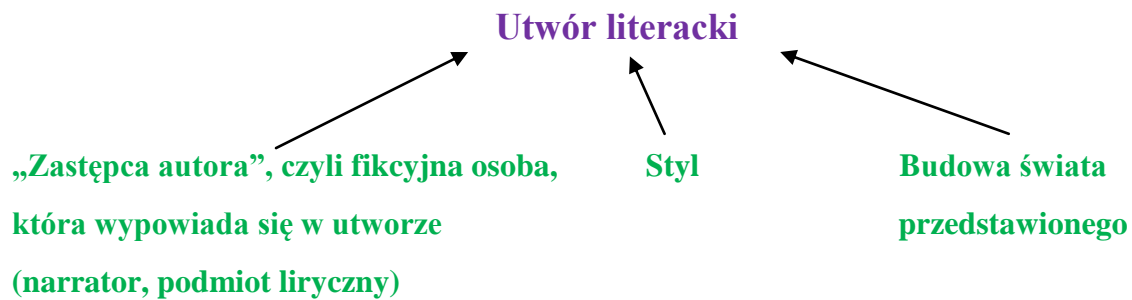 Utwór literacki
„Zastępca autora”, czyli fikcyjna osoba,
która wypowiada się w utworze
(narrator, podmiot liryczny)
Styl
Budowa świata
przedstawionego